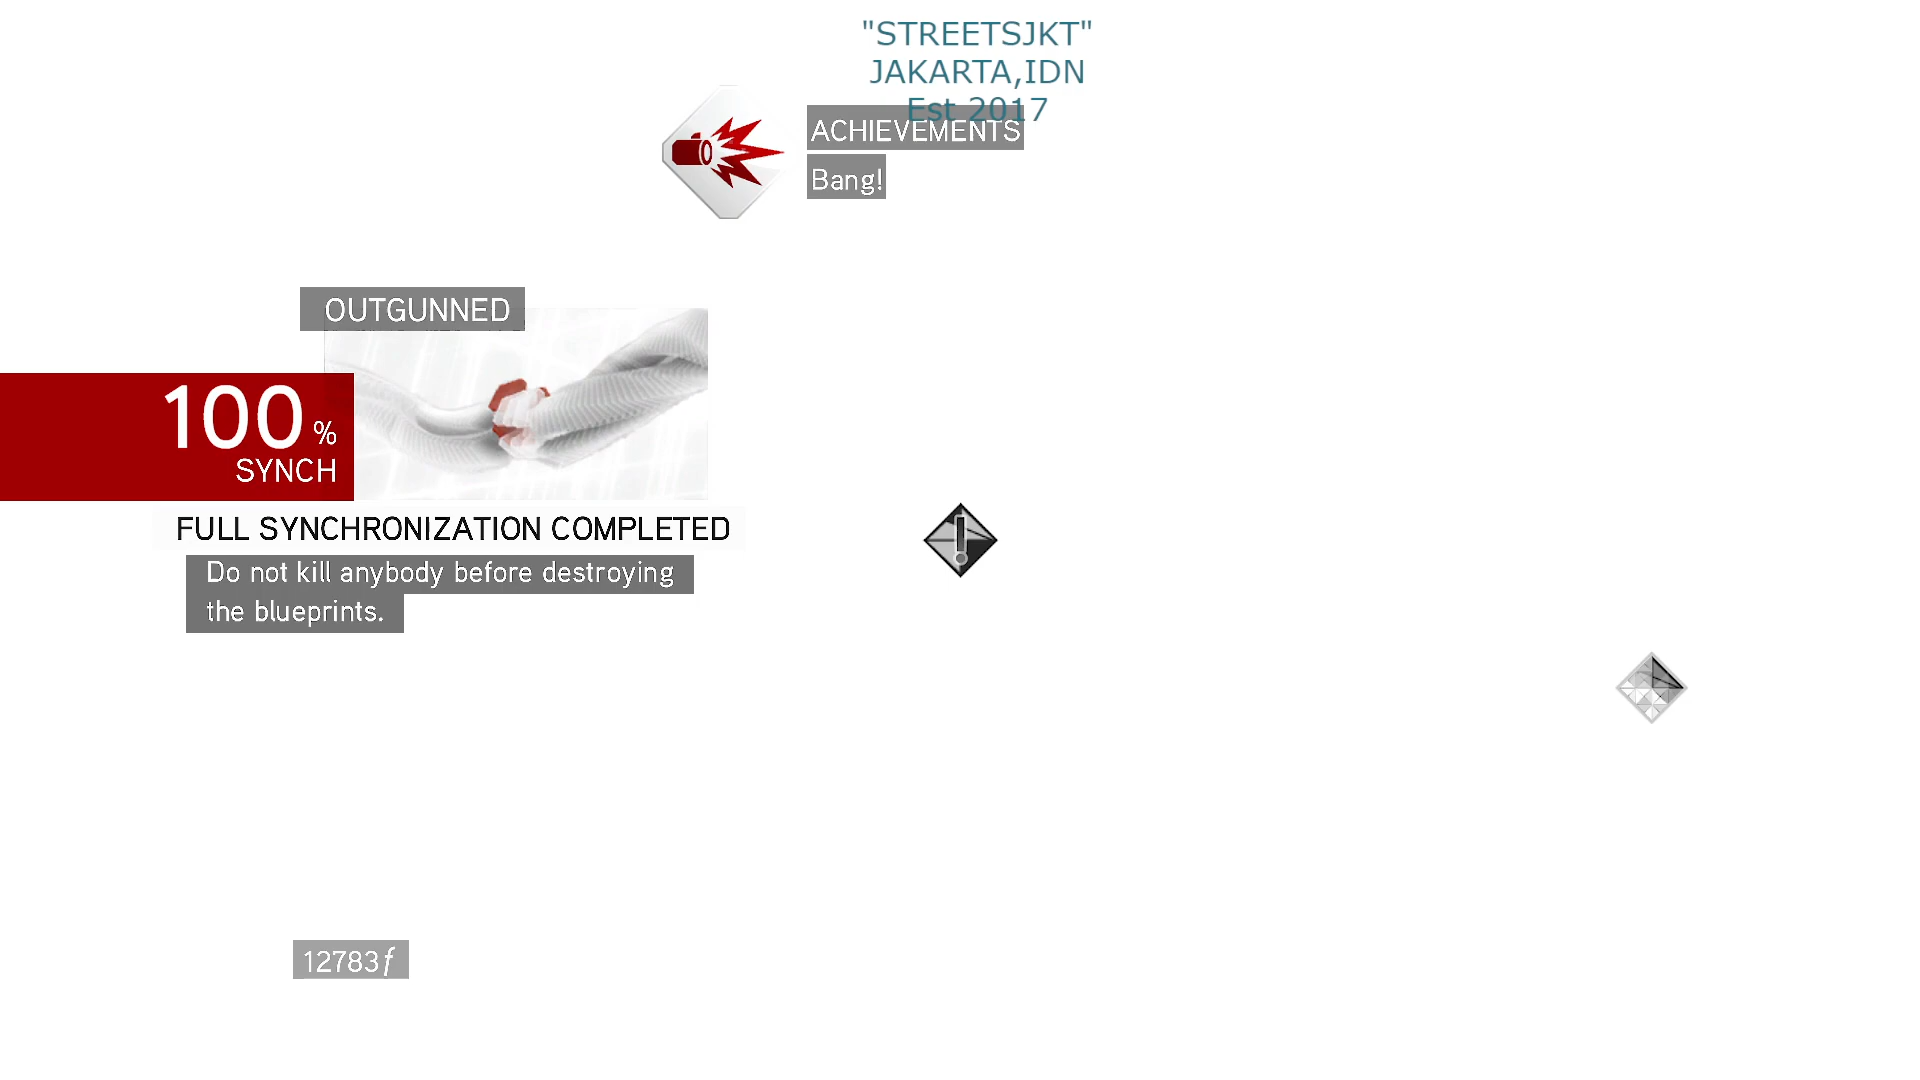 "STREETSJKT"
JAKARTA,IDN
Est 2017
ACHIEVEMENTS
Bang!
OUTGUNNED
100 %
SYNCH
FULL SYNCHRONIZATION COMPLETED
Do not kill anybody before destroying
the blueprints.
12783ƒ